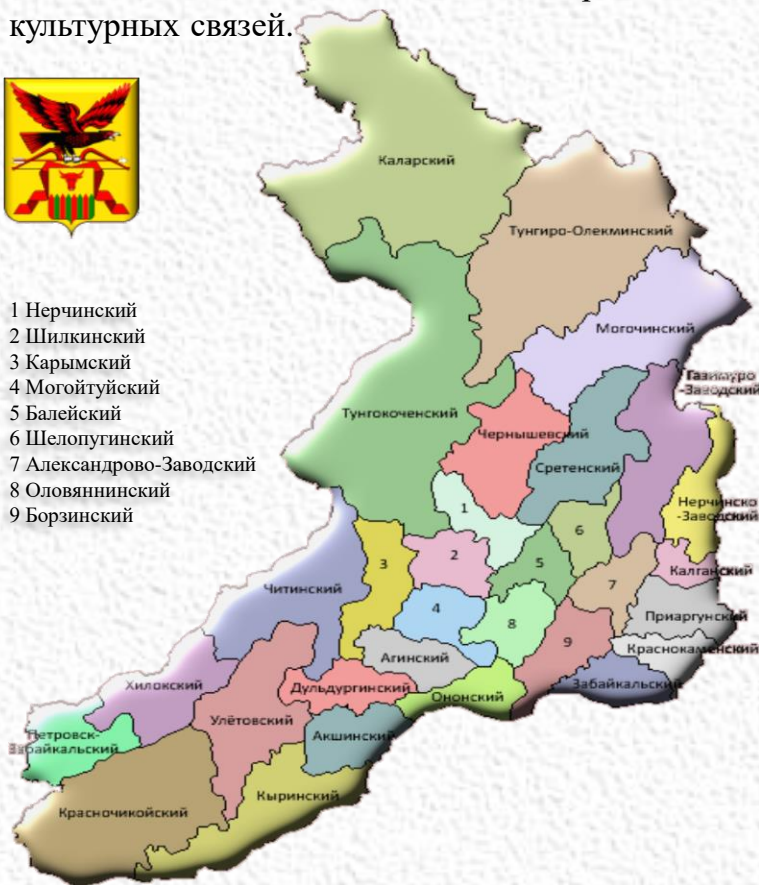 культурных связей.
1 Нерчинский
2 Шилкинский
3 Карымский
4 Могойтуйский
5 Балейский
6 Шелопугинский
7 Александрово-Заводский
8 Оловяннинский
9 Борзинский
Каларский
Тунгиро-Олекминский
Могочинский
Газимуро
-Заводский
Тунгокоченский
Чернышевский
Сретенский
Нерчинско
-Заводский
1
6
2
3
5
Калганский
Читинский
7
4
Приаргунский
8
9
Краснокаменский
Агинский
Забайкальский
Хилокский
Дульдургинский
Ононский
Улётовский
Петровск-
Забайкальский
Акшинский
Кыринский
Красночикойский